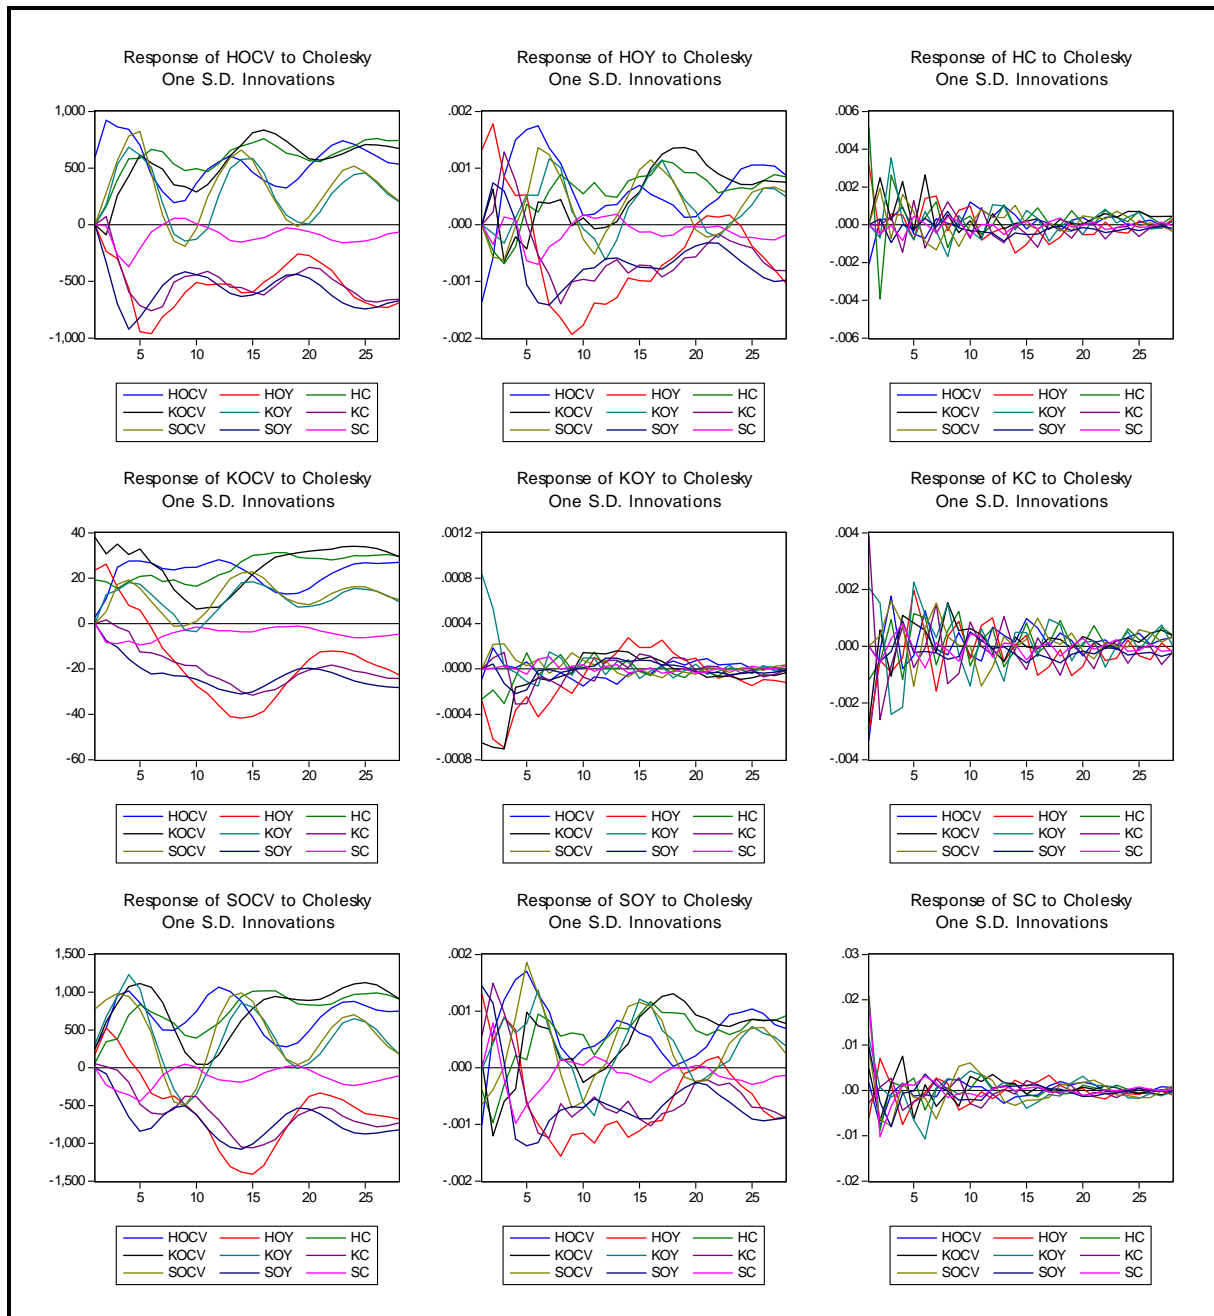 Response of HOCV to Cholesky
One S.D. Innovations
1,000
500
0
-500
-1,000
5 10 15 20 25
HOCV HOY HC
KOCV KOY KC
SOCV SOY SC
Response of HOY to Cholesky
One S.D. Innovations
.002
.001
.000
-.001
-.002
5 10 15 20 25
HOCV HOY HC
KOCV KOY KC
SOCV SOY SC
Response of HC to Cholesky
One S.D. Innovations
.006
.004
.002
.000
-.002
-.004
-.006
5 10 15 20 25
HOCV HOY HC
KOCV KOY KC
SOCV SOY SC
Response of KOCV to Cholesky
One S.D. Innovations
40
20
0
-20
-40
-60
5 10 15 20 25
HOCV HOY HC
KOCV KOY KC
SOCV SOY SC
Response of KOY to Cholesky
One S.D. Innovations
.0012
.0008
.0004
.0000
-.0004
-.0008
5 10 15 20 25
HOCV HOY HC
KOCV KOY KC
SOCV SOY SC
Response of KC to Cholesky
One S.D. Innovations
.004
.002
.000
-.002
-.004
5 10 15 20 25
HOCV HOY HC
KOCV KOY KC
SOCV SOY SC
Response of SOCV to Cholesky
One S.D. Innovations
1,500
1,000
500
0
-500
-1,000
-1,500
5 10 15 20 25
HOCV HOY HC
KOCV KOY KC
SOCV SOY SC
Response of SOY to Cholesky
One S.D. Innovations
.002
.001
.000
-.001
-.002
5 10 15 20 25
HOCV HOY HC
KOCV KOY KC
SOCV SOY SC
Response of SC to Cholesky
One S.D. Innovations
.03
.02
.01
.00
-.01
-.02
5 10 15 20 25
HOCV HOY HC
KOCV KOY KC
SOCV SOY SC